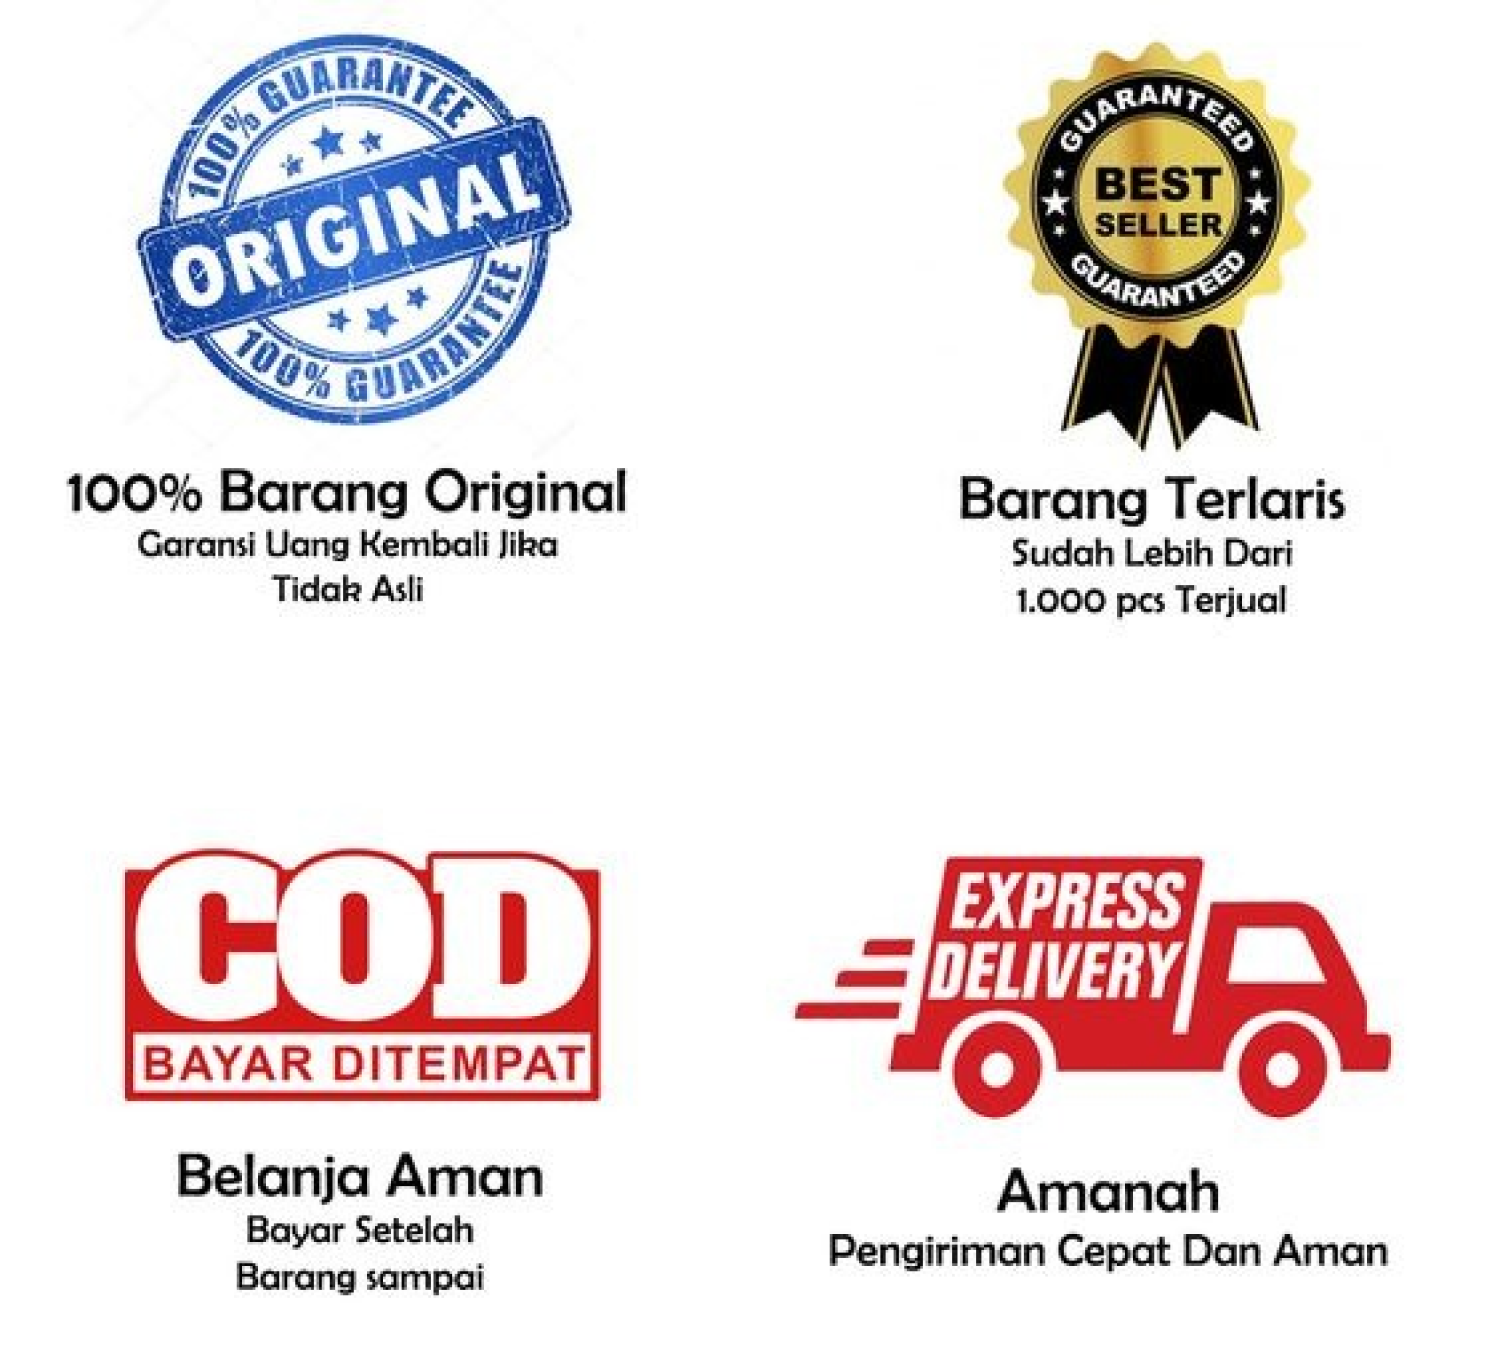 100% GUARANTEE
ORIGINAL
100% GUARANTEE
100% Barang Original
Garansi Uang Kembali Jika
Tidak Asli
GUARANTEED
BEST
SELLER
GUARANTEED
Barang Terlaris
Sudah Lebih Dari
1.000 pcs Terjual
COD
BAYAR DITEMPAT
Belanja Aman
Bayar Setelah
Barang sampai
EXPRESS
DELIVERY
Amanah
Pengiriman Cepat Dan Aman